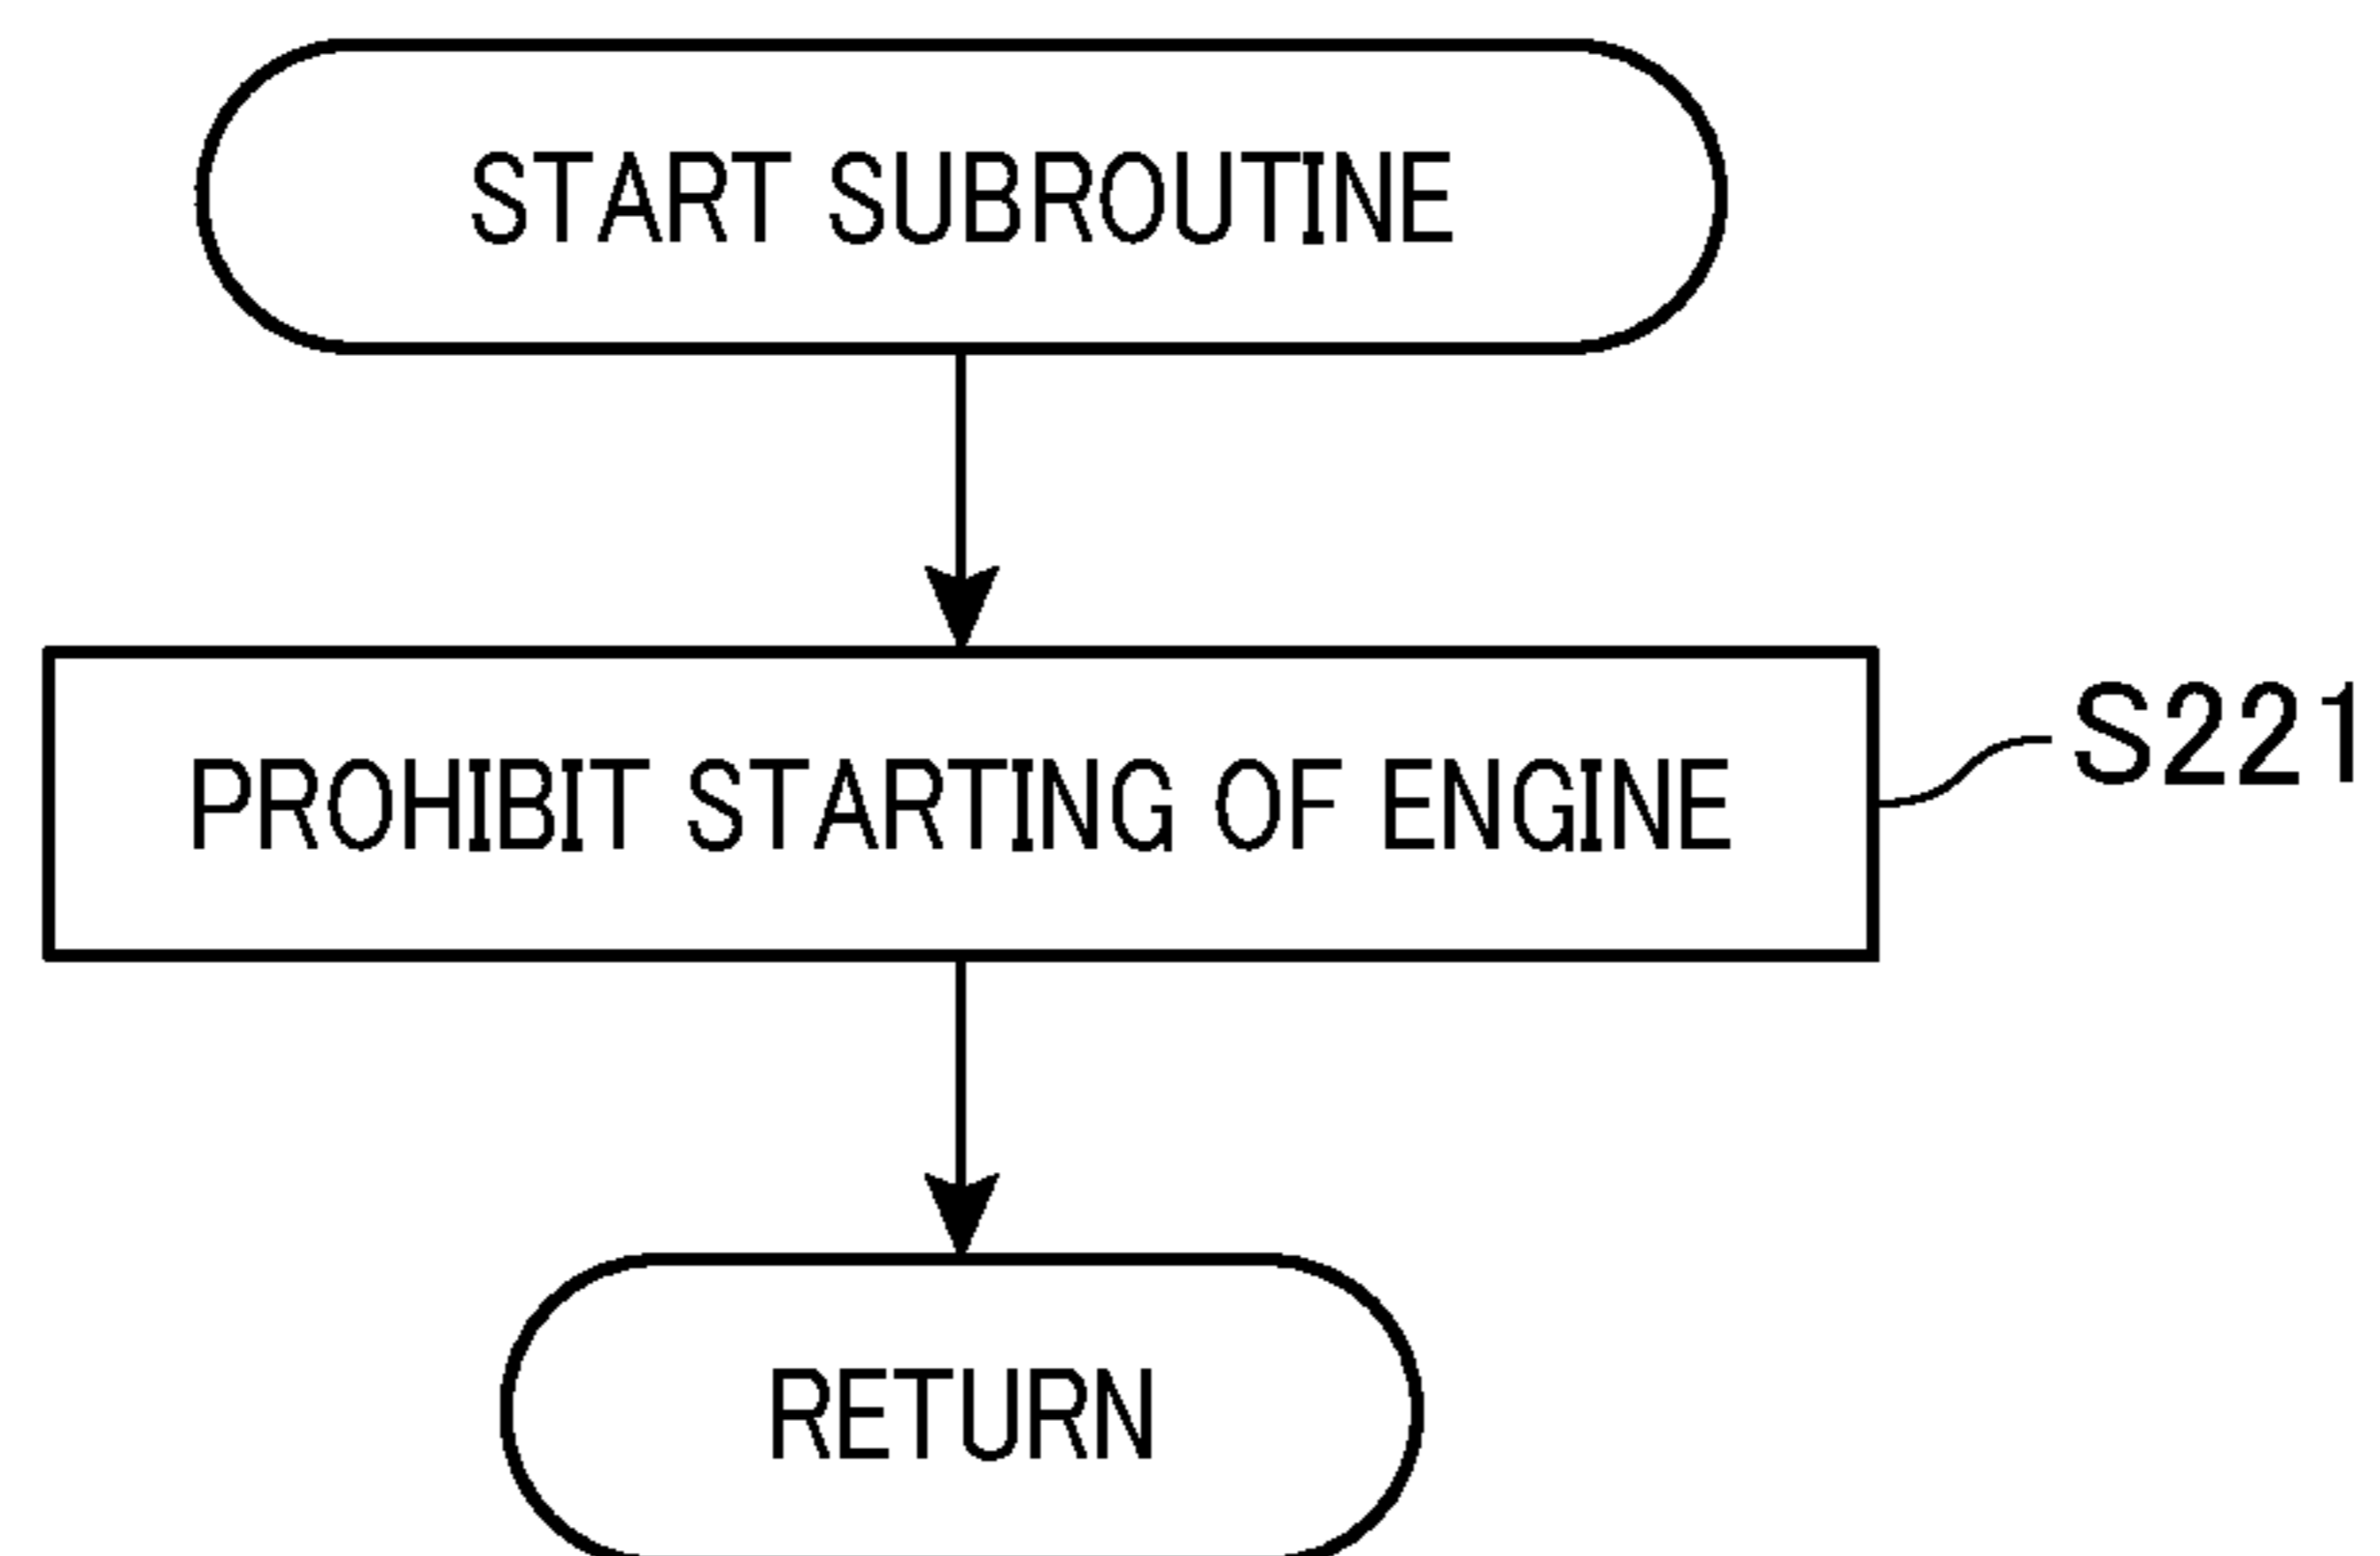 START SUBROUTINE
PROHIBIT STARTING OF ENGINE
S221
RETURN